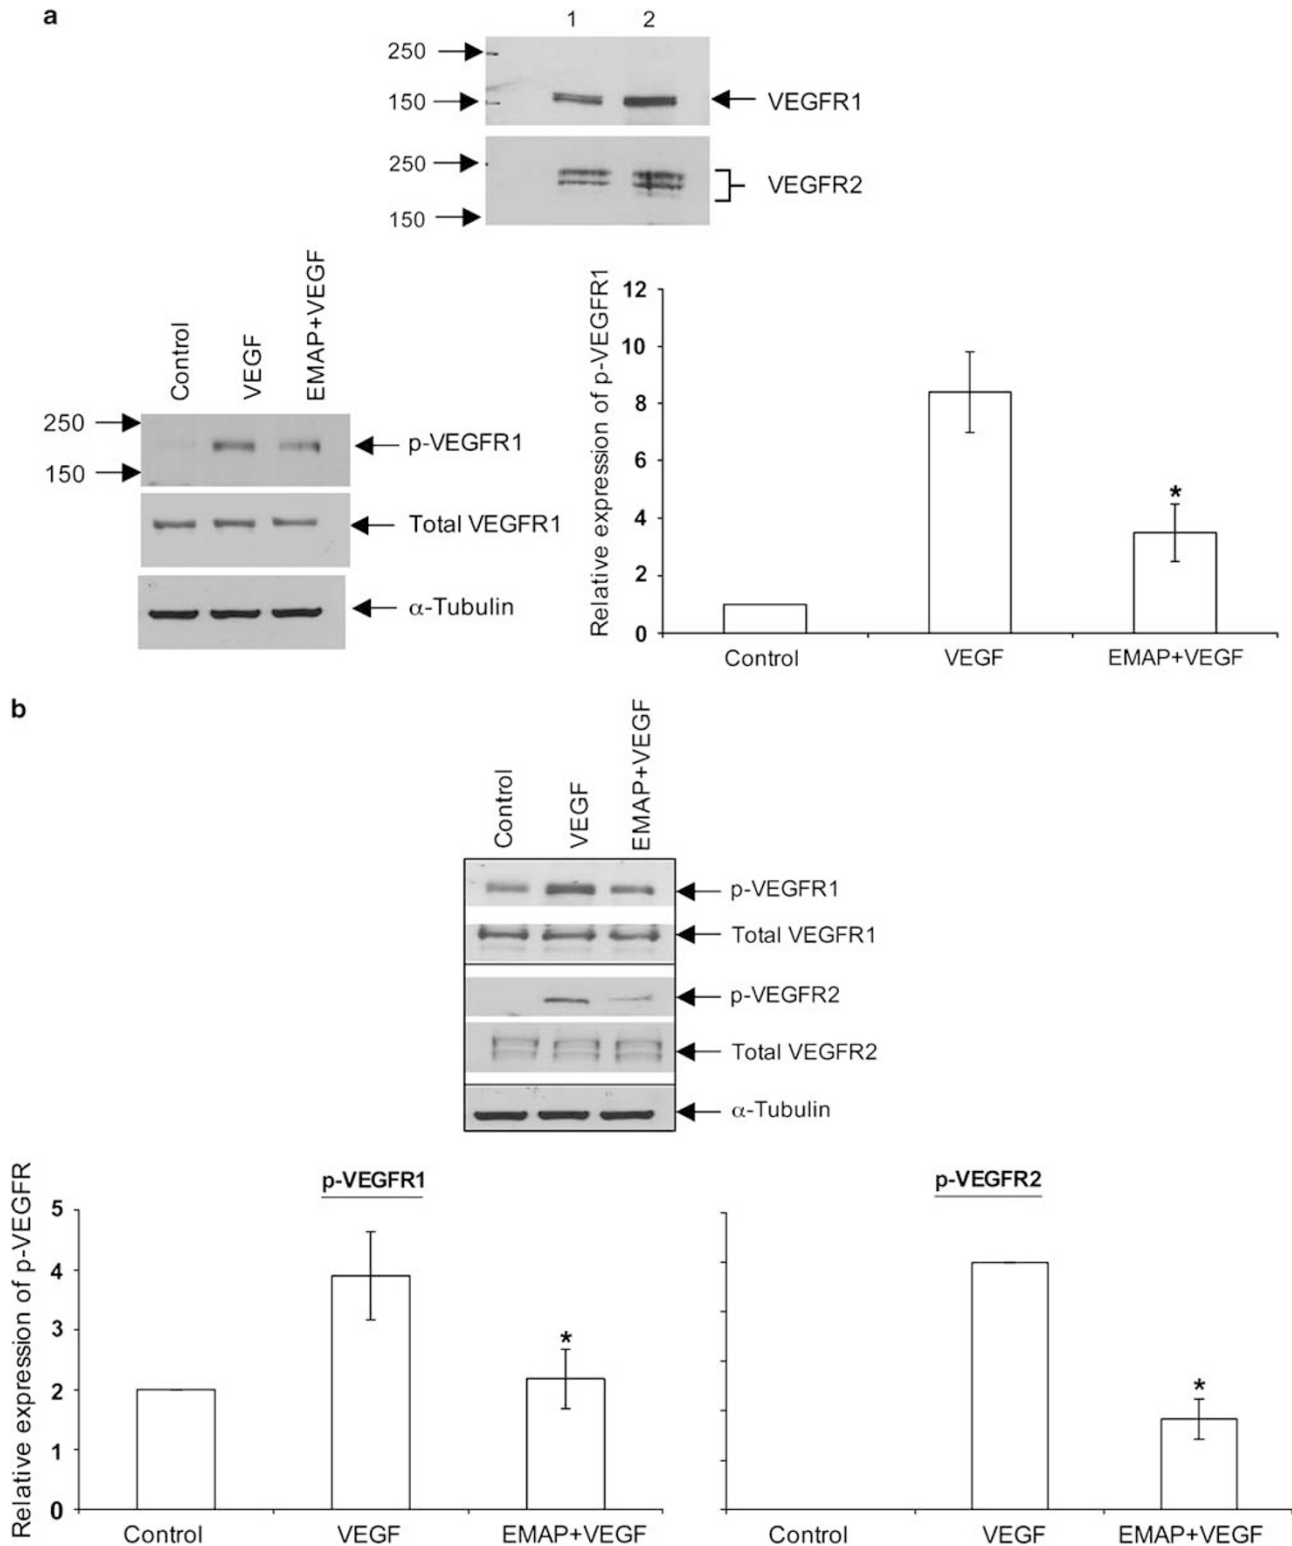 a
1 2
250
150
VEGFR1
250
150
VEGFR2
Control
VEGF
EMAP+VEGF
250
150
p-VEGFR1
Total VEGFR1
α-Tubulin
Relative expression of p-VEGFR1
12
10
8
6
4
2
0
*
Control VEGF EMAP+VEGF
b
Control
VEGF
EMAP+VEGF
p-VEGFR1
Total VEGFR1
p-VEGFR2
Total VEGFR2
α-Tubulin
Relative expression of p-VEGFR
p-VEGFR1
5
4
3
2
1
0
*
Control VEGF EMAP+VEGF
p-VEGFR2
*
Control VEGF EMAP+VEGF